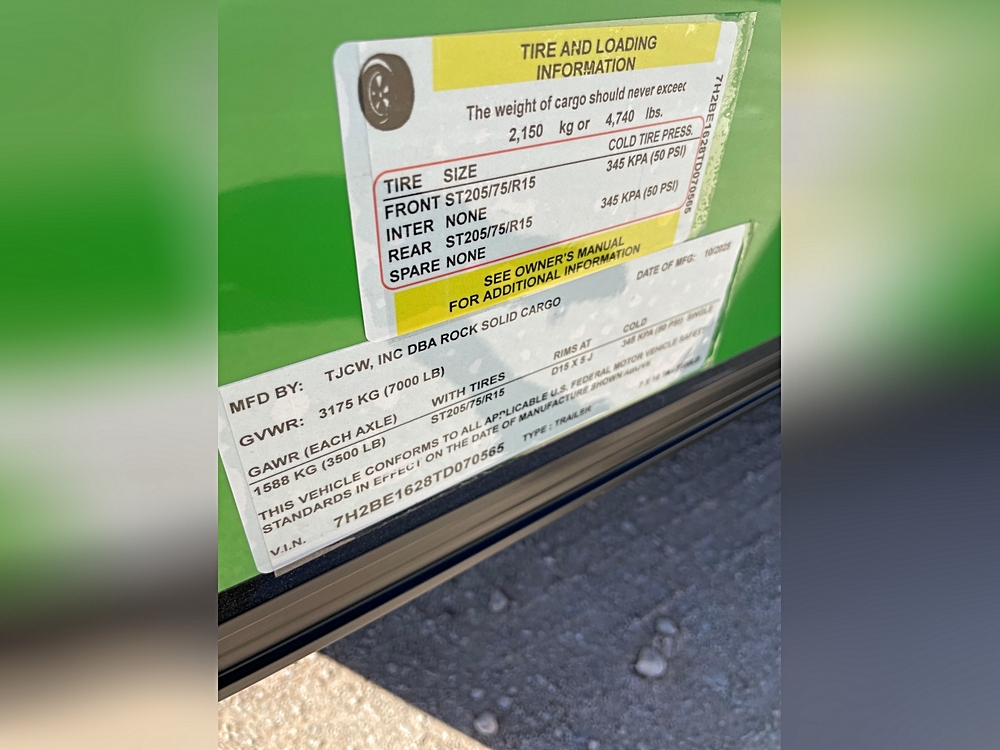 TIRE AND LOADING
INFORMATION
The weight of cargo should never exceed
2,150 kg or 4,740 lbs.
TIRE SIZE COLD TIRE PRESS.
FRONT ST205/75/R15 345 KPA (50 PSI)
INTER NONE
REAR ST205/75/R15 345 KPA (50 PSI)
SPARE NONE
SEE OWNER'S MANUAL
FOR ADDITIONAL INFORMATION
7H2BE1628TD070565
MFD BY: TJCW, INC DBA ROCK SOLID CARGO DATE OF MFG: 10/2025
GVWR: 3175 KG (7000 LB)
GAWR (EACH AXLE) WITH TIRES RIMS AT COLD
1588 KG (3500 LB) ST205/75/R15 D15 X 5 J 345 KPA (50 PSI) SINGLE
THIS VEHICLE CONFORMS TO ALL APPLICABLE U.S. FEDERAL MOTOR VEHICLE SAFETY
STANDARDS IN EFFECT ON THE DATE OF MANUFACTURE SHOWN ABOVE
V.I.N. 7H2BE1628TD070565 TYPE : TRAILER 7 X 16